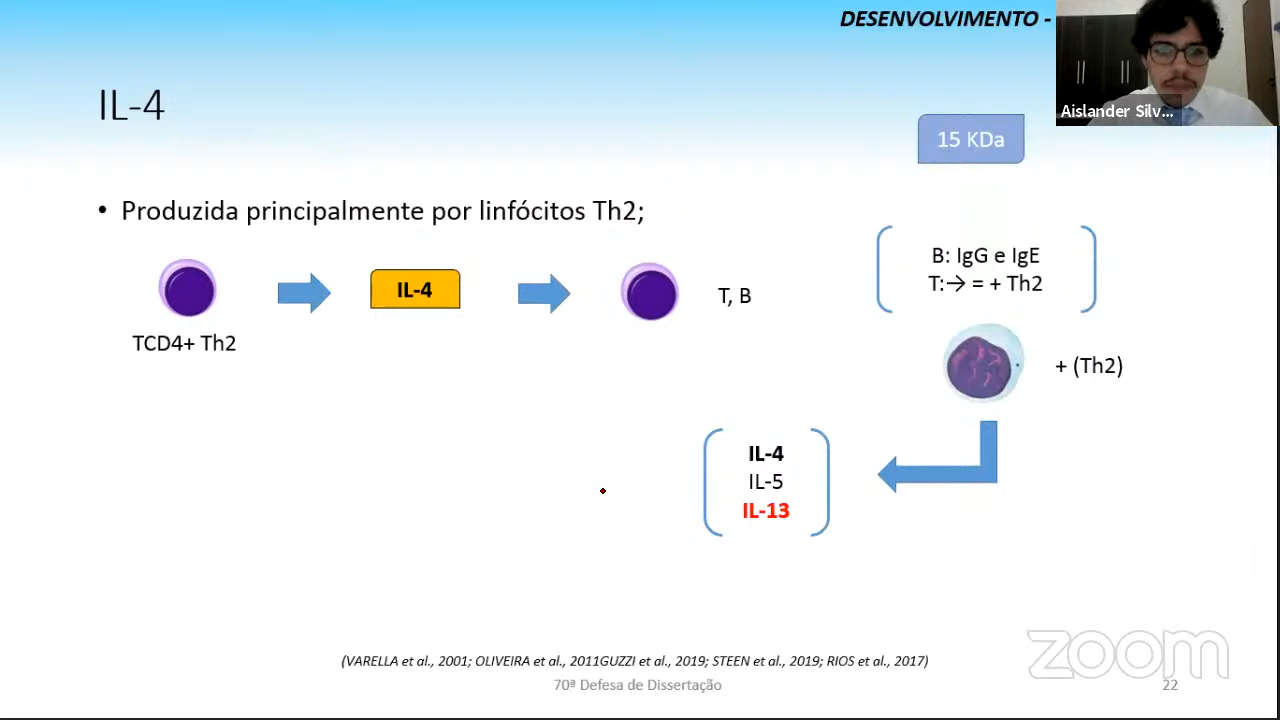 DESENVOLVIMENTO -
Aislander Silv...
IL-4
15 KDa
• Produzida principalmente por linfócitos Th2;
B: IgG e IgE
T:→ = + Th2
IL-4
T, B
TCD4+ Th2
+ (Th2)
IL-4
IL-5
IL-13
(VARELLA et al., 2001; OLIVEIRA et al., 2011GUZZI et al., 2019; STEEN et al., 2019; RIOS et al., 2017)
70ª Defesa de Dissertação
22
zoom